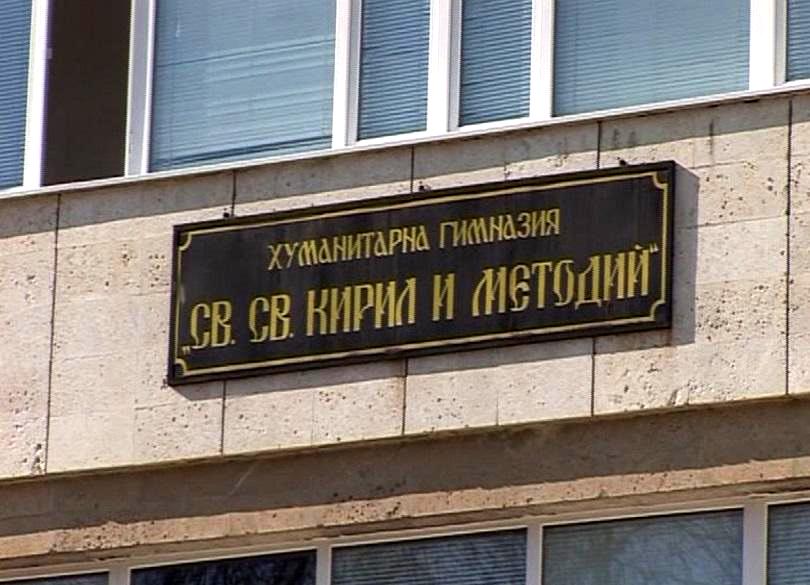 ХУМАНИТАРНА ГИМНАЗИЯ
„СВ. СВ. КИРИЛ И МЕТОДИЙ“